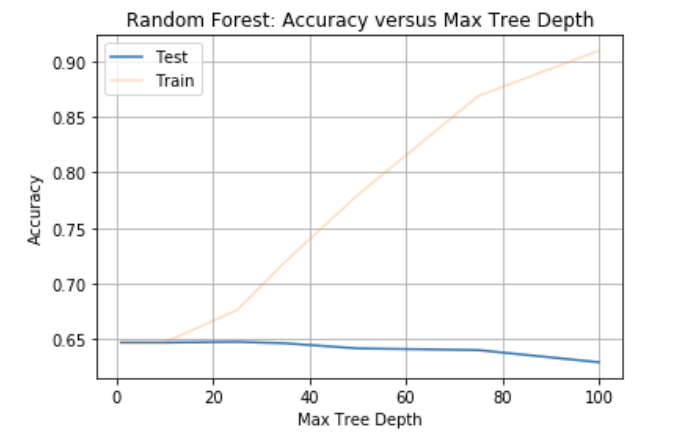 Random Forest: Accuracy versus Max Tree Depth
Test
Train
0.90
0.85
0.80
0.75
0.70
0.65
Accuracy
0 20 40 60 80 100
Max Tree Depth